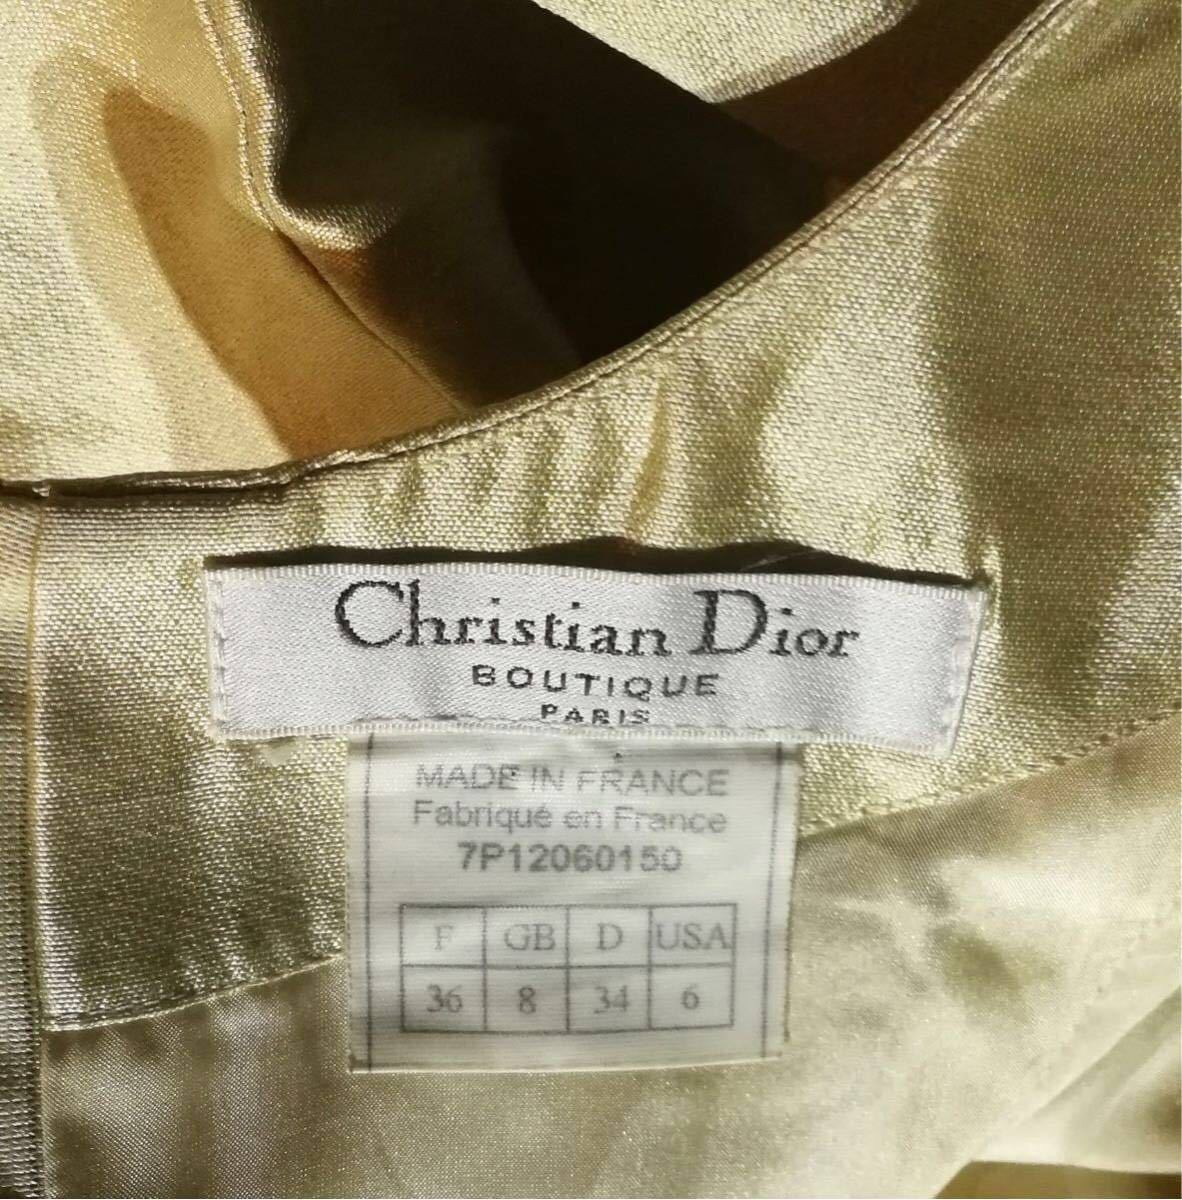 Christian Dior
BOUTIQUE
PARIS
MADE IN FRANCE
Fabriqué en France
7P12060150
F GB D USA
36 8 34 6